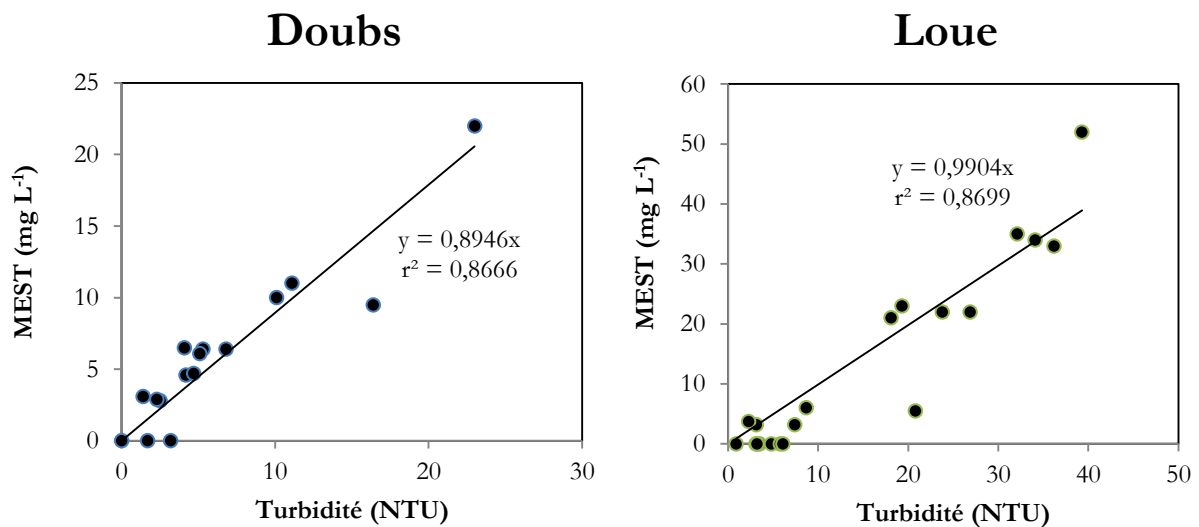 Doubs
25
20
15
10
5
0
MEST (mg L⁻¹)
y = 0,8946x
r² = 0,8666
0 10 20 30
Turbidité (NTU)
Loue
60
50
40
30
20
10
0
MEST (mg L⁻¹)
y = 0,9904x
r² = 0,8699
0 10 20 30 40 50
Turbidité (NTU)